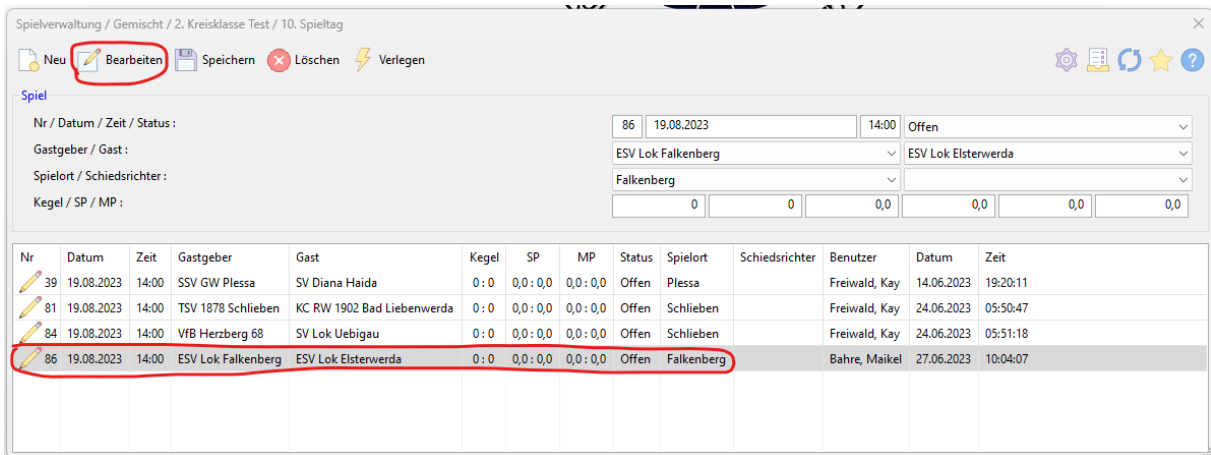 Spielverwaltung / Gemischt / 2. Kreisklasse Test / 10. Spieltag
Neu Bearbeiten Speichern Löschen Verlegen
Spiel
Nr / Datum / Zeit / Status : 86 19.08.2023 14:00 Offen
Gastgeber / Gast : ESV Lok Falkenberg ESV Lok Elsterwerda
Spielort / Schiedsrichter : Falkenberg
Kegel / SP / MP : 0 0 0,0 0,0 0,0 0,0
Nr Datum Zeit Gastgeber Gast Kegel SP MP Status Spielort Schiedsrichter Benutzer Datum Zeit
39 19.08.2023 14:00 SSV GW Plessa SV Diana Haida 0 : 0 0,0 : 0,0 0,0 : 0,0 Offen Plessa Freiwald, Kay 14.06.2023 19:20:11
81 19.08.2023 14:00 TSV 1878 Schlieben KC RW 1902 Bad Liebenwerda 0 : 0 0,0 : 0,0 0,0 : 0,0 Offen Schlieben Freiwald, Kay 24.06.2023 05:50:47
84 19.08.2023 14:00 VfB Herzberg 68 SV Lok Uebigau 0 : 0 0,0 : 0,0 0,0 : 0,0 Offen Schlieben Freiwald, Kay 24.06.2023 05:51:18
86 19.08.2023 14:00 ESV Lok Falkenberg ESV Lok Elsterwerda 0 : 0 0,0 : 0,0 0,0 : 0,0 Offen Falkenberg Bahre, Maikel 27.06.2023 10:04:07